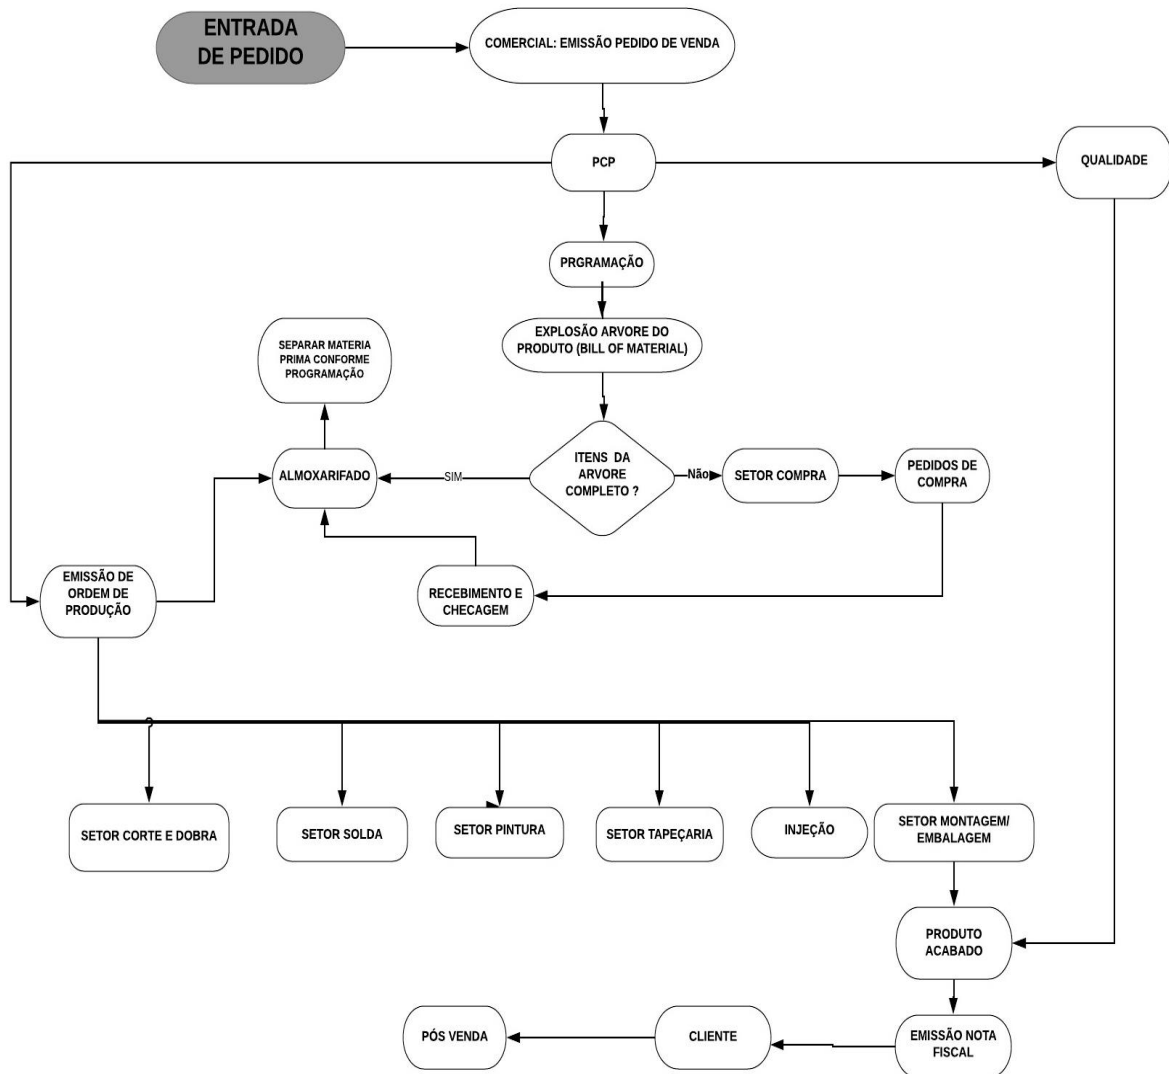 ENTRADA
DE PEDIDO
COMERCIAL: EMISSÃO PEDIDO DE VENDA
PCP
QUALIDADE
PRGRAMAÇÃO
EXPLOSÃO ARVORE DO
PRODUTO (BILL OF MATERIAL)
SEPARAR MATERIA
PRIMA CONFORME
PROGRAMAÇÃO
ALMOXARIFADO
SIM
ITENS DA
ARVORE
COMPLETO ?
Não
SETOR COMPRA
PEDIDOS DE
COMPRA
EMISSÃO DE
ORDEM DE
PRODUÇÃO
RECEBIMENTO E
CHECAGEM
SETOR CORTE E DOBRA
SETOR SOLDA
SETOR PINTURA
SETOR TAPEÇARIA
INJEÇÃO
SETOR MONTAGEM/
EMBALAGEM
PRODUTO
ACABADO
PÓS VENDA
CLIENTE
EMISSÃO NOTA
FISCAL